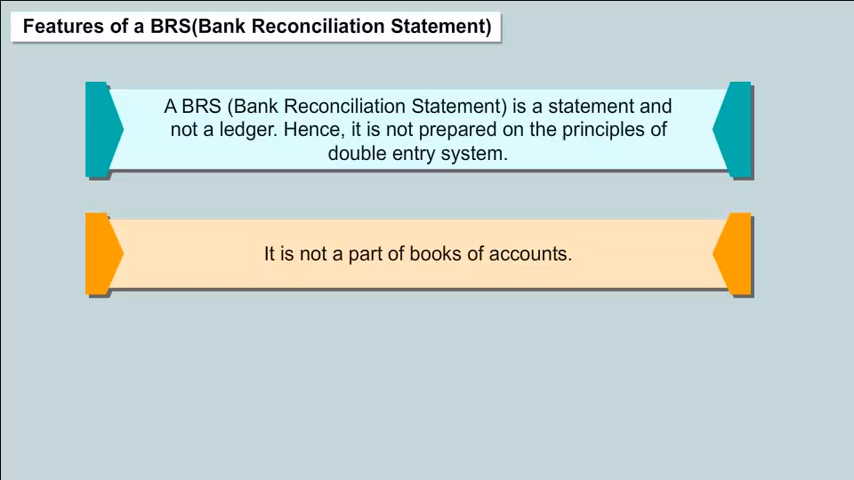 Features of a BRS(Bank Reconciliation Statement)
A BRS (Bank Reconciliation Statement) is a statement and
not a ledger. Hence, it is not prepared on the principles of
double entry system.
It is not a part of books of accounts.